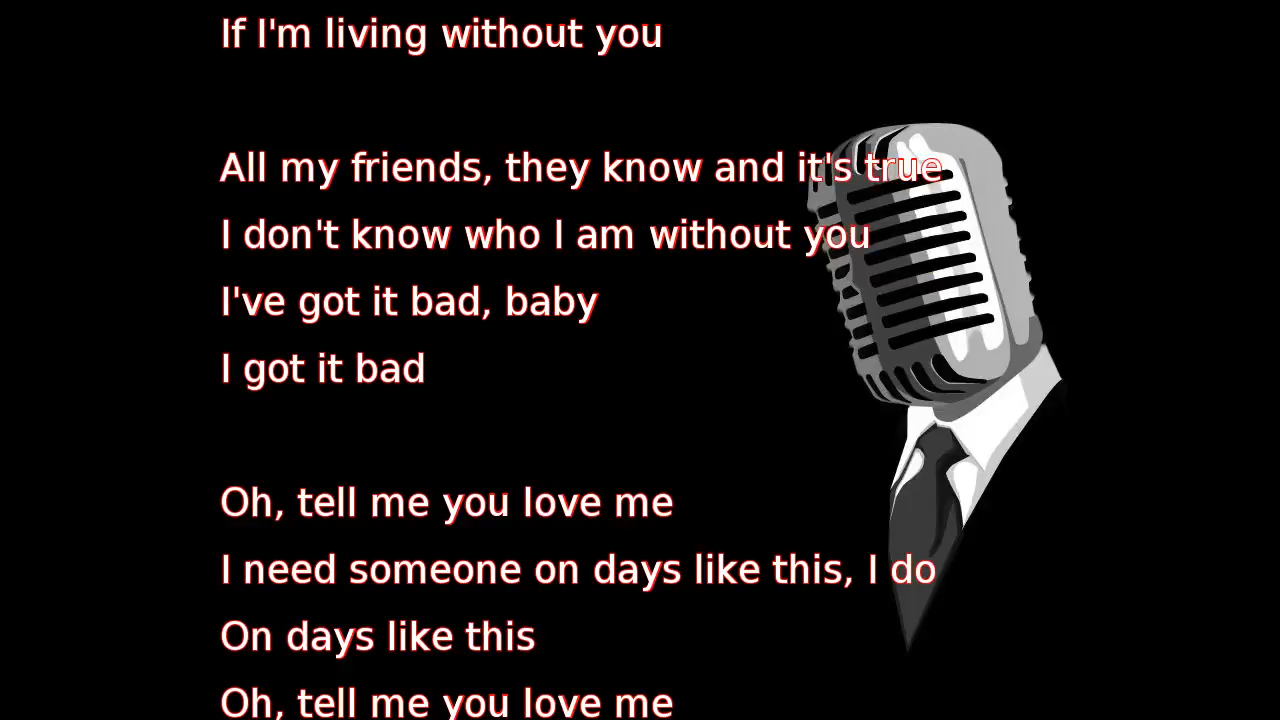 If I'm living without you
All my friends, they know and it's true
I don't know who I am without you
I've got it bad, baby
I got it bad
Oh, tell me you love me
I need someone on days like this, I do
On days like this
Oh, tell me you love me